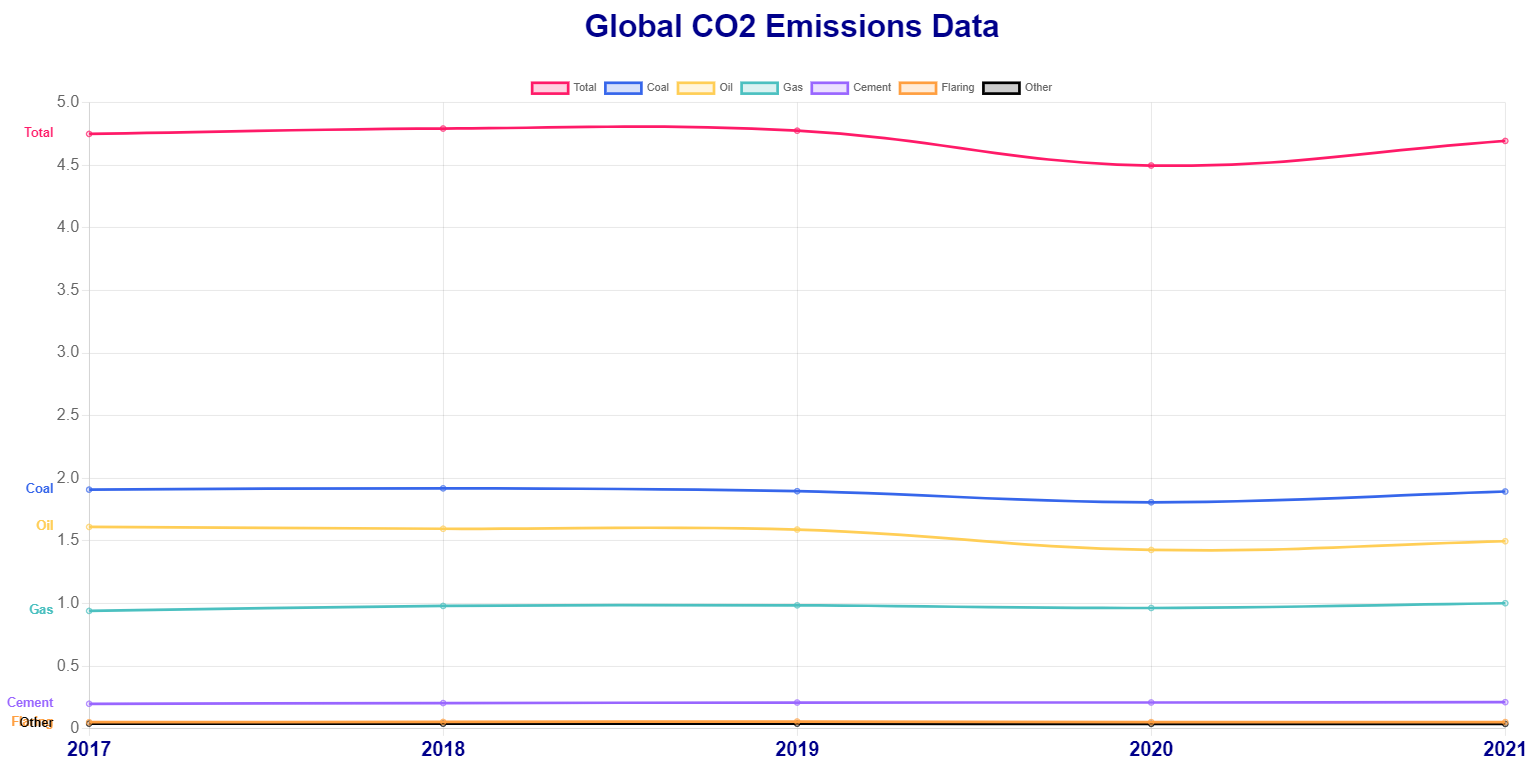 Global CO2 Emissions Data
Total Coal Oil Gas Cement Flaring Other
5.0
Total
4.5
4.0
3.5
3.0
2.5
2.0
Coal
Oil
1.5
1.0
Gas
0.5
Cement
Flaring
Other
0
2017 2018 2019 2020 2021